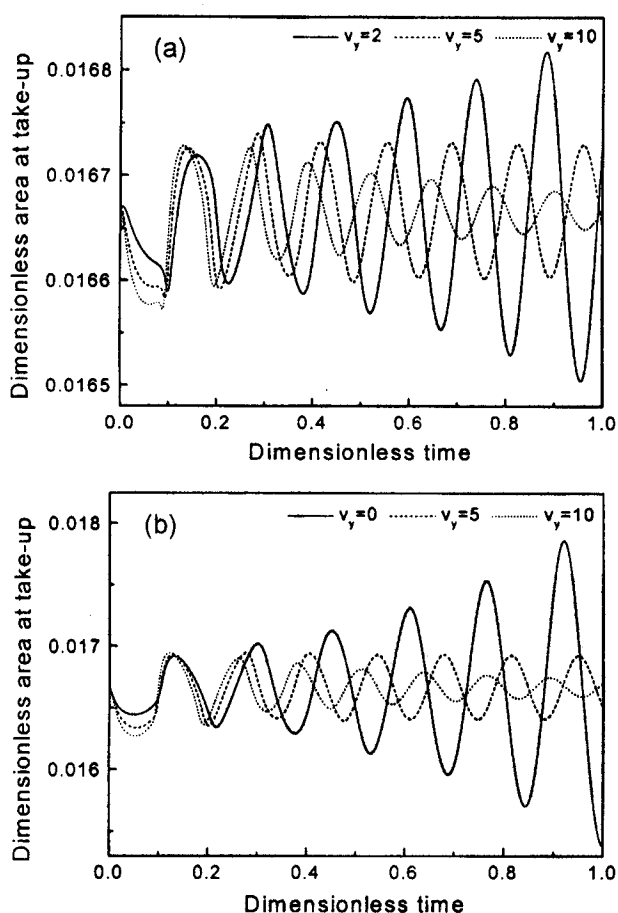 (a)
v_y=2 v_y=5 v_y=10
0.0168
0.0167
0.0166
0.0165
Dimensionless area at take-up
0.0 0.2 0.4 0.6 0.8 1.0
Dimensionless time
(b)
v_y=0 v_y=5 v_y=10
0.018
0.017
0.016
Dimensionless area at take-up
0.0 0.2 0.4 0.6 0.8 1.0
Dimensionless time